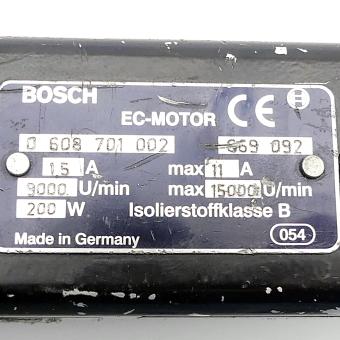 BOSCH
EC-MOTOR CE
0 608 701 002 669 092
1,5 A max 11 A
9000 U/min max 15000 U/min
200 W Isolierstoffklasse B
Made in Germany 054